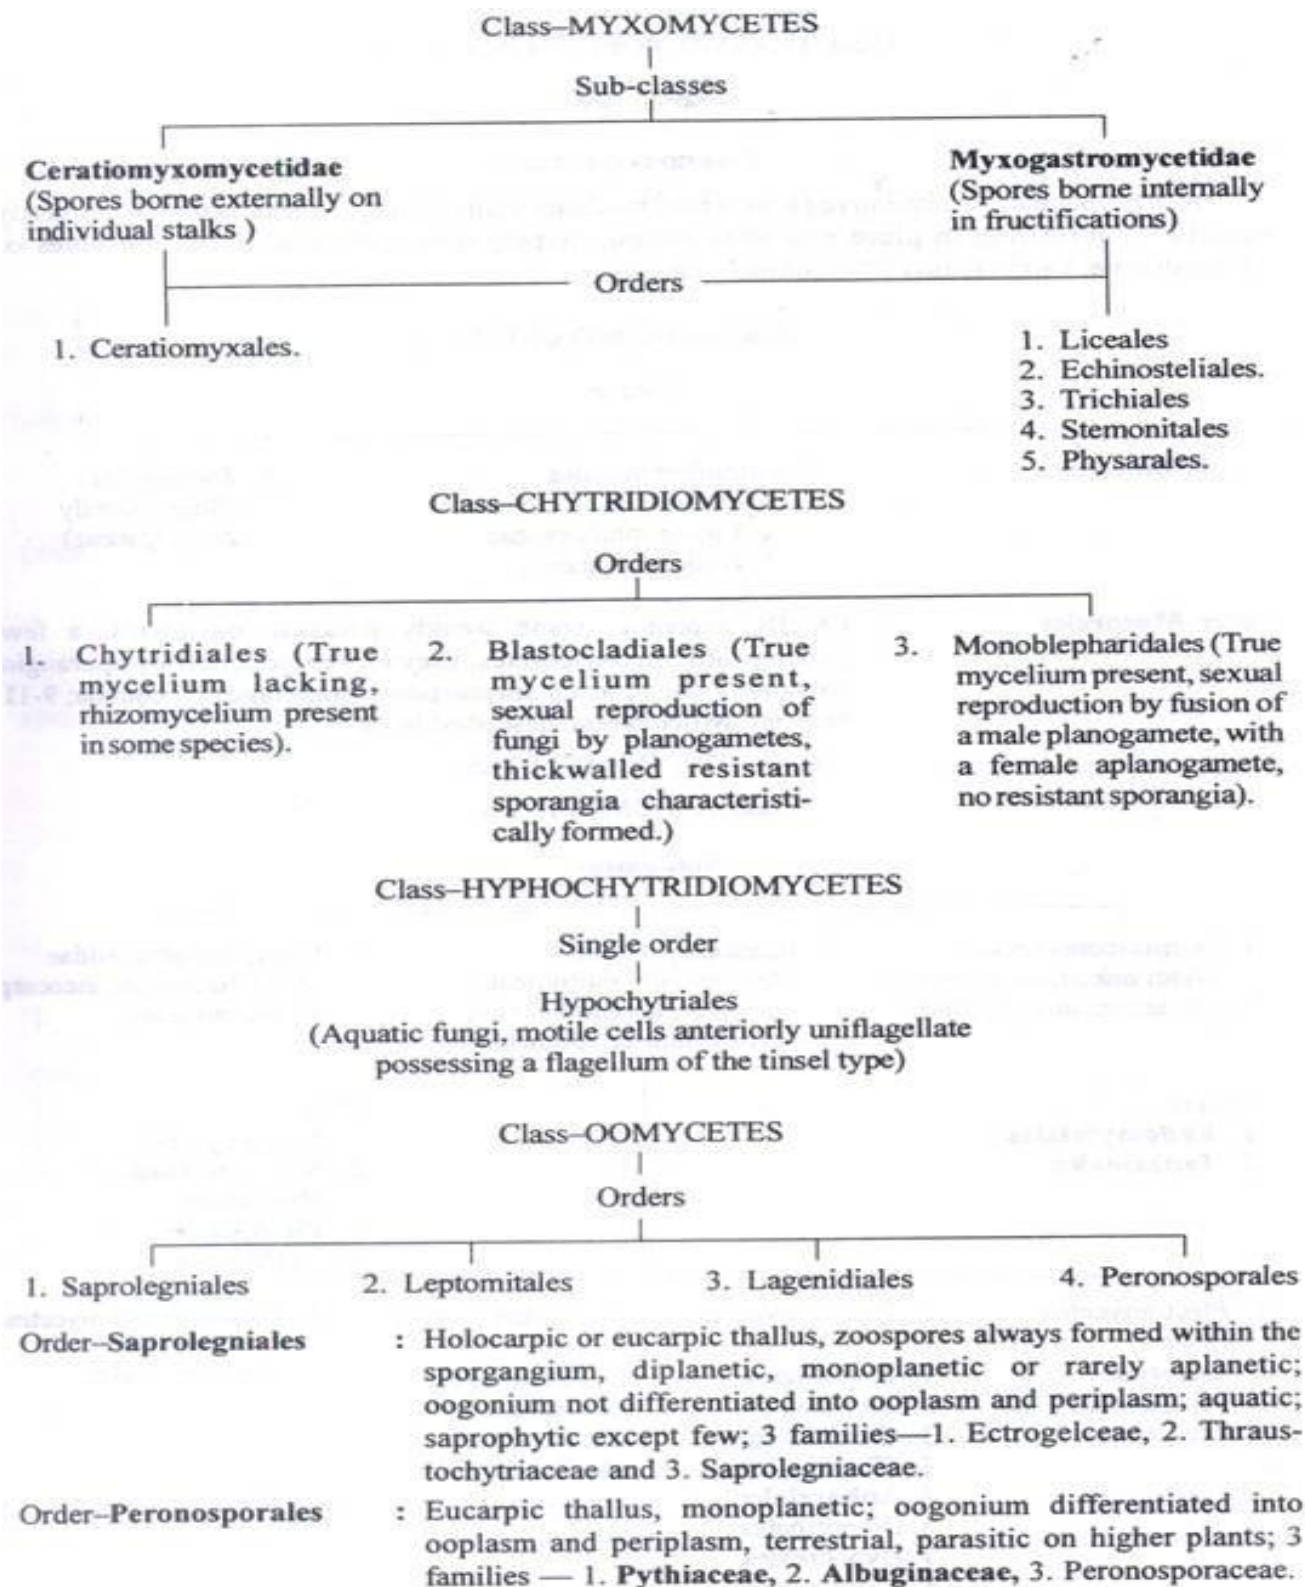 Class–MYXOMYCETES
Sub-classes
Ceratiomyxomycetidae
(Spores borne externally on
individual stalks )
Myxogastromycetidae
(Spores borne internally
in fructifications)
Orders
1. Ceratiomyxales.
1. Liceales
2. Echinosteliales.
3. Trichiales
4. Stemonitales
5. Physarales.
Class–CHYTRIDIOMYCETES
Orders
1. Chytridiales (True
mycelium lacking,
rhizomycelium present
in some species).
2. Blastocladiales (True
mycelium present,
sexual reproduction of
fungi by planogametes,
thickwalled resistant
sporangia characteristi-
cally formed.)
3. Monoblepharidales (True
mycelium present, sexual
reproduction by fusion of
a male planogamete, with
a female aplanogamete,
no resistant sporangia).
Class–HYPHOCHYTRIDIOMYCETES
Single order
Hypochytriales
(Aquatic fungi, motile cells anteriorly uniflagellate
possessing a flagellum of the tinsel type)
Class–OOMYCETES
Orders
1. Saprolegniales 2. Leptomitales 3. Lagenidiales 4. Peronosporales
Order–Saprolegniales : Holocarpic or eucarpic thallus, zoospores always formed within the
sporgangium, diplanetic, monoplanetic or rarely aplanetic;
oogonium not differentiated into ooplasm and periplasm; aquatic;
saprophytic except few; 3 families—1. Ectrogelceae, 2. Thraus-
tochytriaceae and 3. Saprolegniaceae.
Order–Peronosporales : Eucarpic thallus, monoplanetic; oogonium differentiated into
ooplasm and periplasm, terrestrial, parasitic on higher plants; 3
families — 1. Pythiaceae, 2. Albuginaceae, 3. Peronosporaceae.